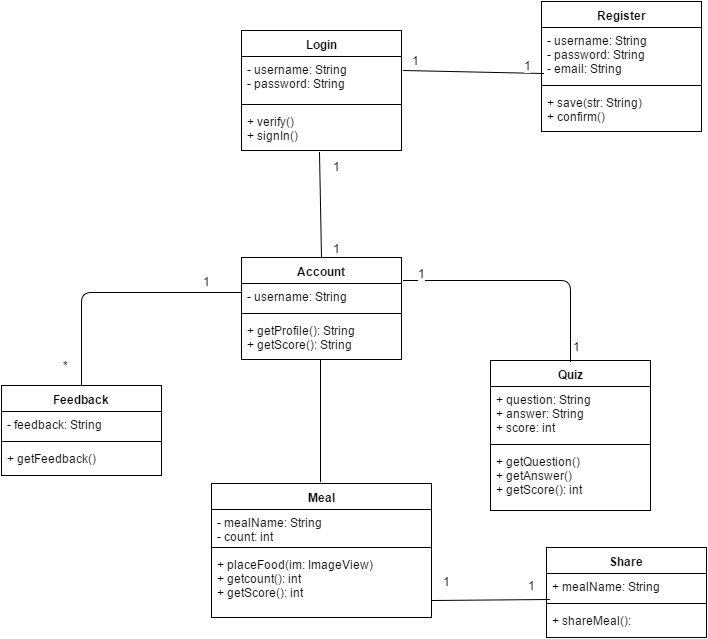 Register
- username: String
- password: String
- email: String
+ save(str: String)
+ confirm()
Login
- username: String
- password: String
+ verify()
+ signIn()
1
1
1
1
Account
- username: String
+ getProfile(): String
+ getScore(): String
1
*
1
1
Feedback
- feedback: String
+ getFeedback()
Quiz
+ question: String
+ answer: String
+ score: int
+ getQuestion()
+ getAnswer()
+ getScore(): int
Meal
- mealName: String
- count: int
+ placeFood(im: ImageView)
+ getcount(): int
+ getScore(): int
1
1
Share
+ mealName: String
+ shareMeal():